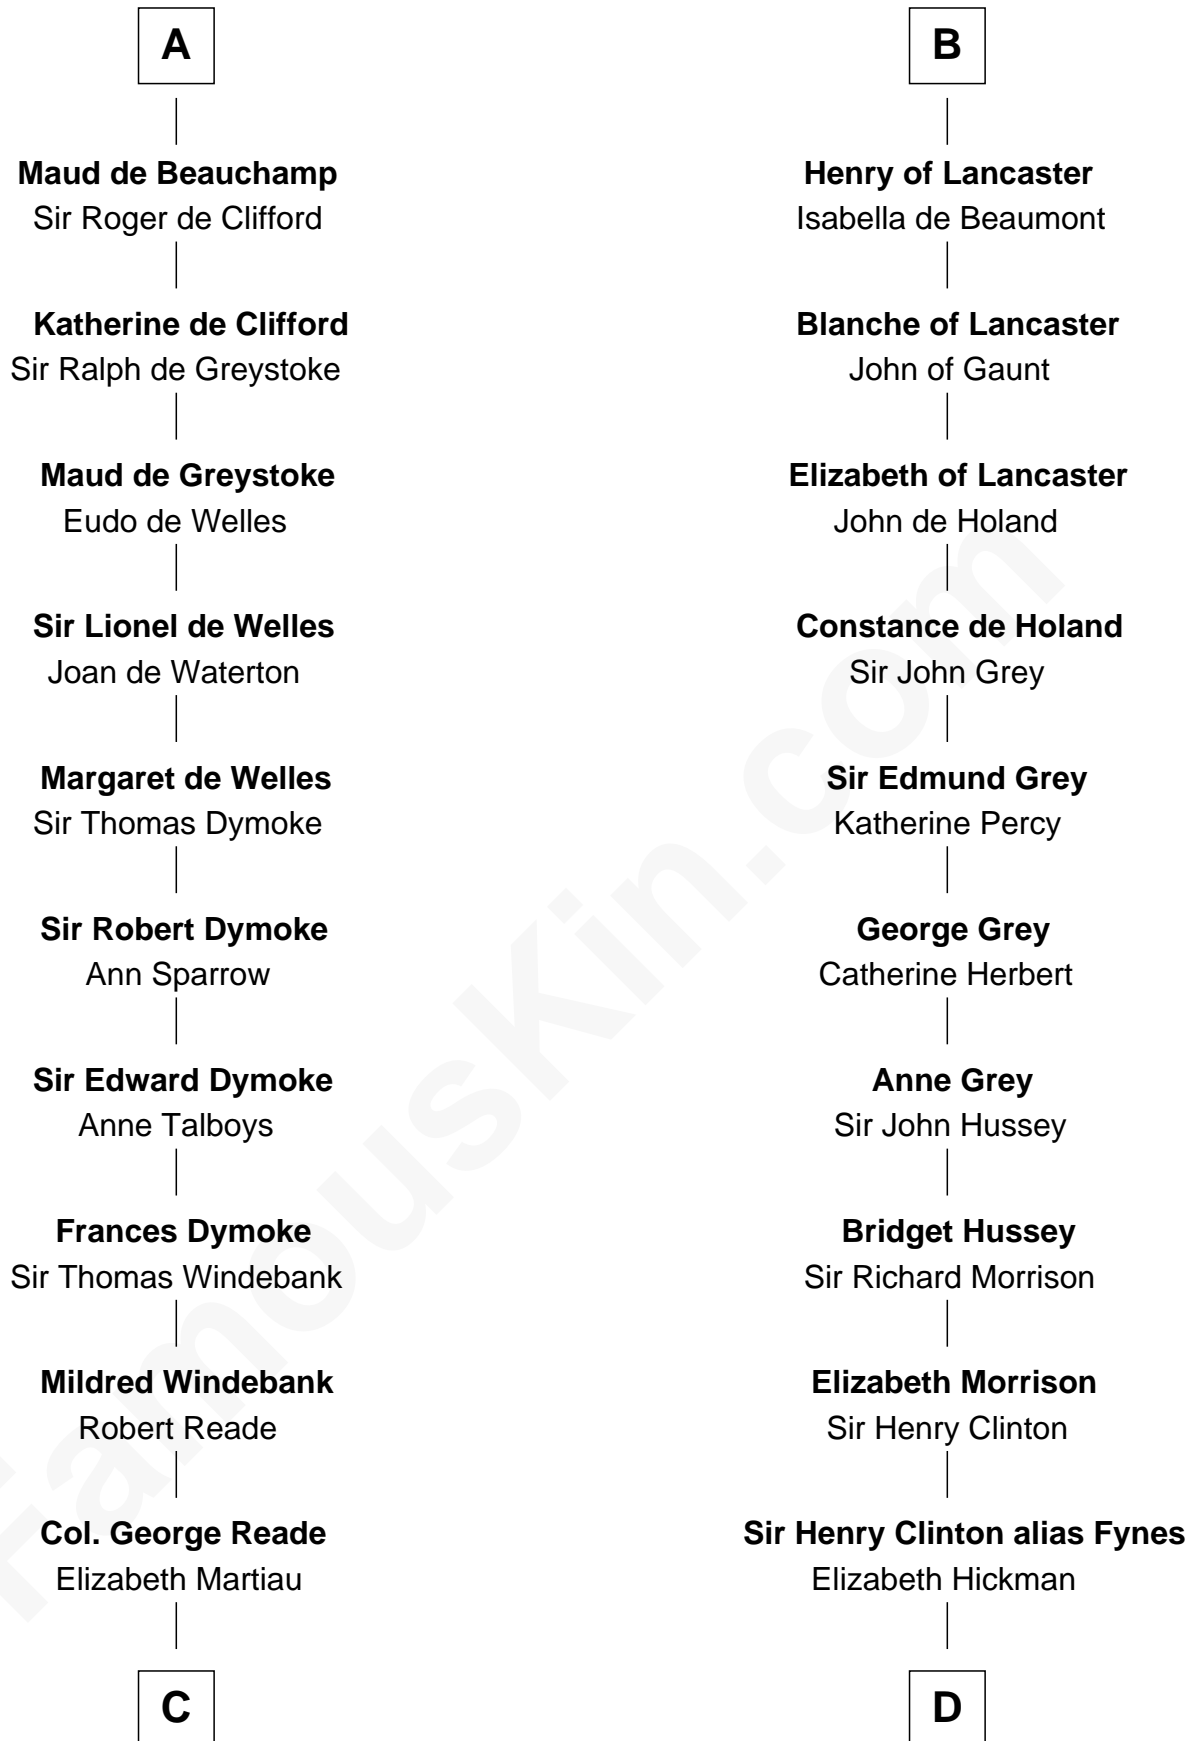 A
Maud de Beauchamp
Sir Roger de Clifford
Katherine de Clifford
Sir Ralph de Greystoke
Maud de Greystoke
Eudo de Welles
Sir Lionel de Welles
Joan de Waterton
Margaret de Welles
Sir Thomas Dymoke
Sir Robert Dymoke
Ann Sparrow
Sir Edward Dymoke
Anne Talboys
Frances Dymoke
Sir Thomas Windebank
Mildred Windebank
Robert Reade
Col. George Reade
Elizabeth Martiau
C
B
Henry of Lancaster
Isabella de Beaumont
Blanche of Lancaster
John of Gaunt
Elizabeth of Lancaster
John de Holand
Constance de Holand
Sir John Grey
Sir Edmund Grey
Katherine Percy
George Grey
Catherine Herbert
Anne Grey
Sir John Hussey
Bridget Hussey
Sir Richard Morrison
Elizabeth Morrison
Sir Henry Clinton
Sir Henry Clinton alias Fynes
Elizabeth Hickman
D
FamousKin.com